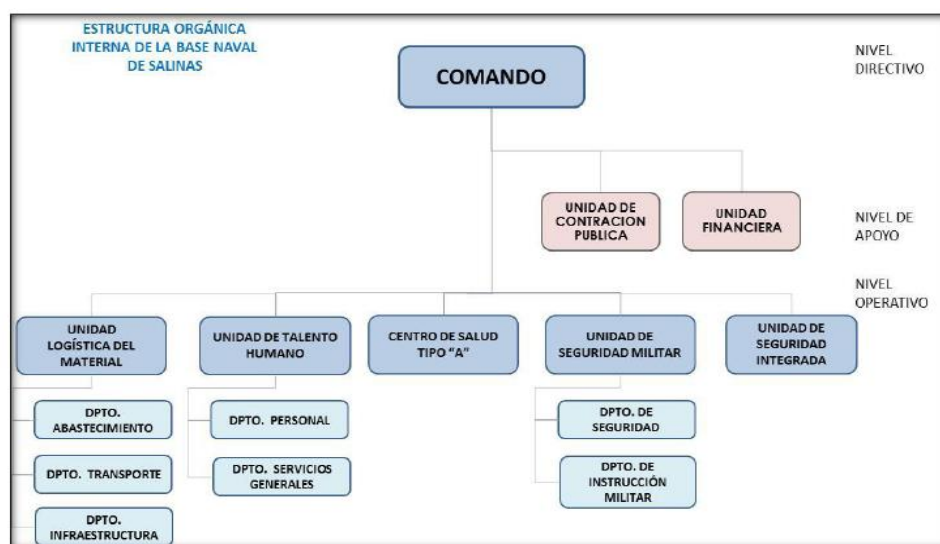 ESTRUCTURA ORGÁNICA
INTERNA DE LA BASE NAVAL
DE SALINAS
COMANDO
NIVEL
DIRECTIVO
UNIDAD DE
CONTRACION
PUBLICA
UNIDAD
FINANCIERA
NIVEL DE
APOYO
NIVEL
OPERATIVO
UNIDAD
LOGÍSTICA DEL
MATERIAL
UNIDAD DE TALENTO
HUMANO
CENTRO DE SALUD
TIPO "A"
UNIDAD DE
SEGURIDAD MILITAR
UNIDAD DE
SEGURIDAD
INTEGRADA
DPTO.
ABASTECIMIENTO
DPTO. TRANSPORTE
DPTO.
INFRAESTRUCTURA
DPTO. PERSONAL
DPTO. SERVICIOS
GENERALES
DPTO. DE
SEGURIDAD
DPTO. DE
INSTRUCCIÓN
MILITAR